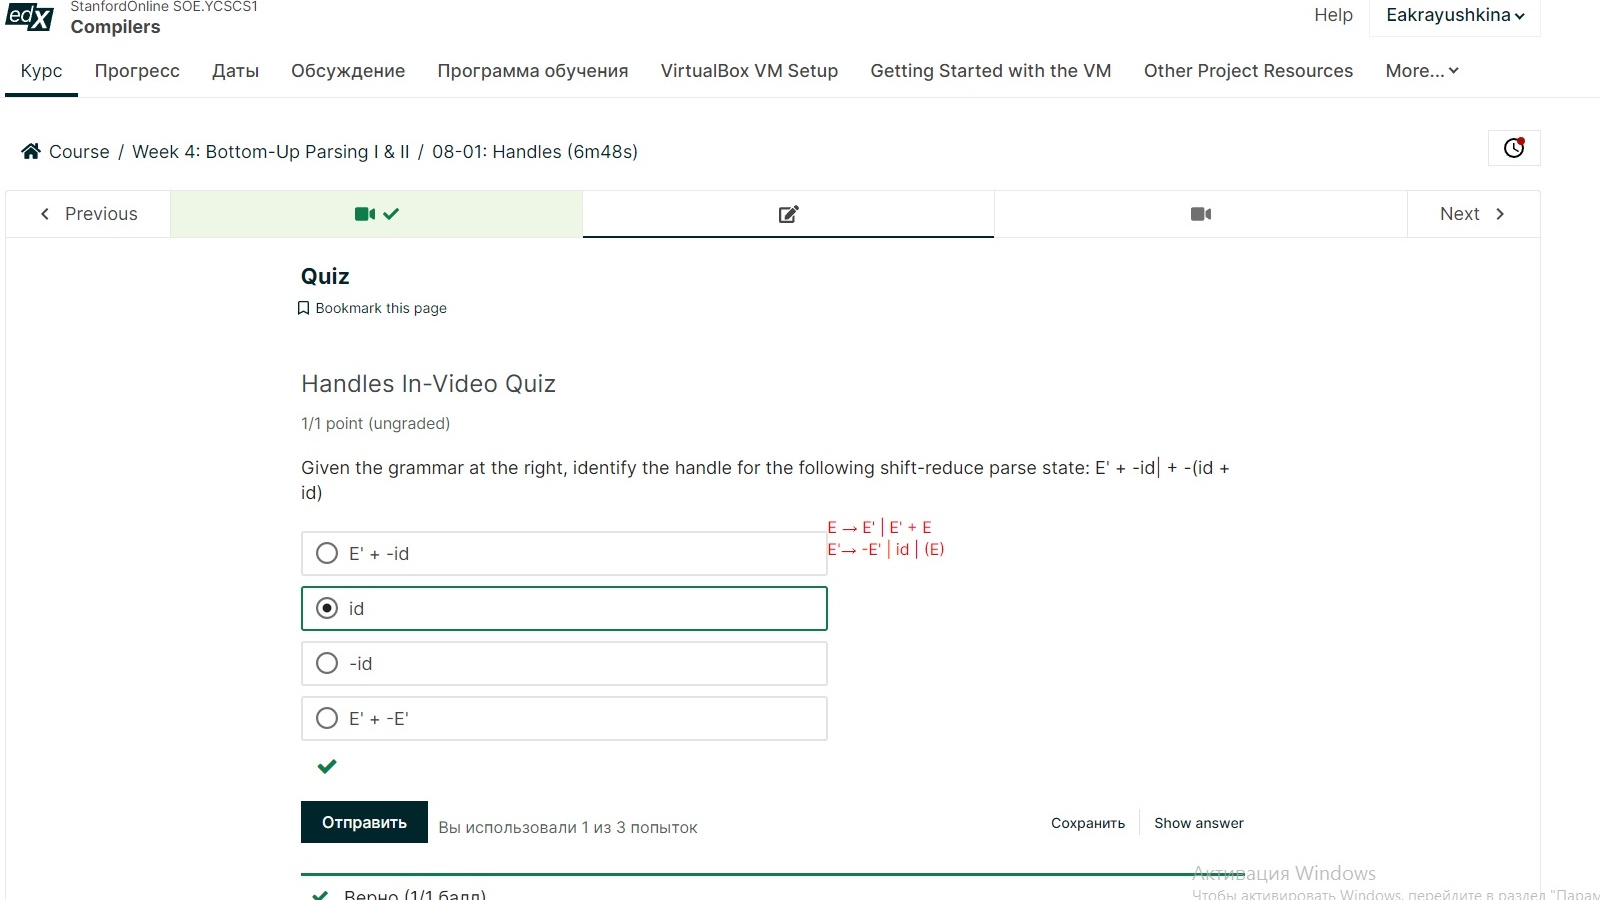 edX
StanfordOnline SOE.YCSCS1
Compilers
Help
Eakrayushkina
Курс
Прогресс
Даты
Обсуждение
Программа обучения
VirtualBox VM Setup
Getting Started with the VM
Other Project Resources
More...
Course / Week 4: Bottom-Up Parsing I & II / 08-01: Handles (6m48s)
Previous
Next
Quiz
Bookmark this page
Handles In-Video Quiz
1/1 point (ungraded)
Given the grammar at the right, identify the handle for the following shift-reduce parse state: E' + -id| + -(id +
id)
E → E' | E' + E
E'→ -E' | id | (E)
E' + -id
id
-id
E' + -E'
Отправить
Вы использовали 1 из 3 попыток
Сохранить
Show answer
Активация Windows
Чтобы активировать Windows, перейдите в раздел "Парам
Верно (1/1 балл)